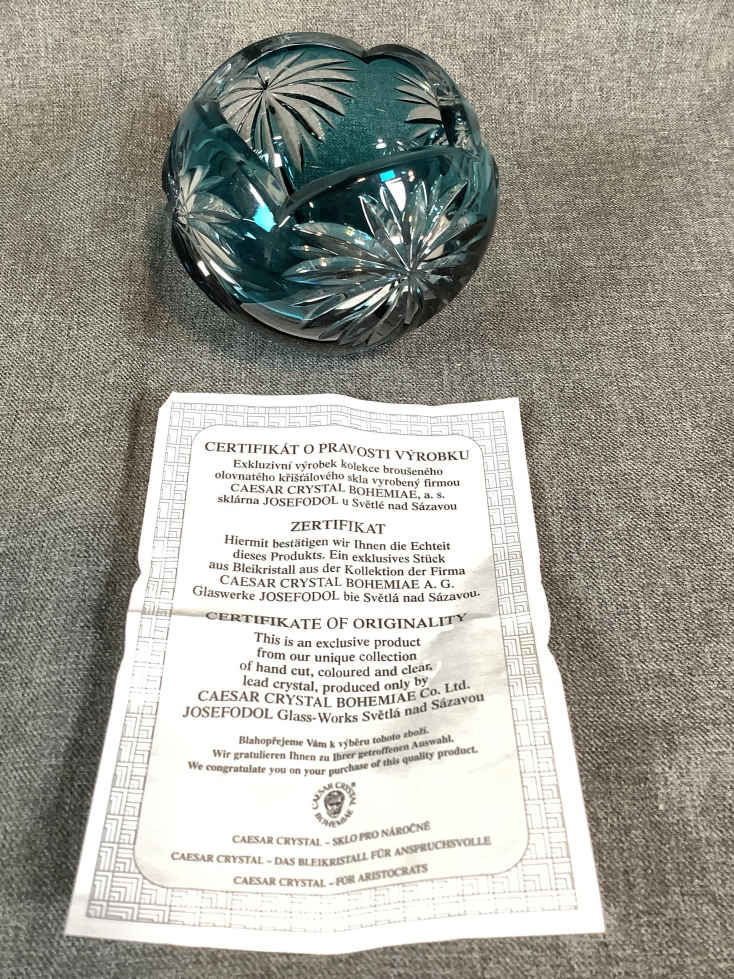 CERTIFIKÁT O PRAVOSTI VÝROBKU
Exkluzivní výrobek kolekce broušeného
olovnatého křišťálového skla vyrobený firmou
CAESAR CRYSTAL BOHEMIAE, a. s.
sklárna JOSEFODOL u Světlé nad Sázavou
ZERTIFIKAT
Hiermit bestätigen wir Ihnen die Echteit
dieses Produkts. Ein exklusives Stück
aus Bleikristall aus der Kollektion der Firma
CAESAR CRYSTAL BOHEMIAE A. G.
Glaswerke JOSEFODOL bie Světlá nad Sázavou.
CERTIFIKATE OF ORIGINALITY
This is an exclusive product
from our unique collection
of hand cut, coloured and clear,
lead crystal, produced only by
CAESAR CRYSTAL BOHEMIAE Co. Ltd.
JOSEFODOL Glass-Works Světlá nad Sázavou
Blahopřejeme Vám k výběru tohoto zboží.
Wir gratulieren Ihnen zu Ihrer getroffenen Auswahl.
We congratulate you on your purchase of this quality product.
CAESAR CRYSTAL ®
BOHEMIAE
CAESAR CRYSTAL – SKLO PRO NÁROČNÉ
CAESAR CRYSTAL – DAS BLEIKRISTALL FÜR ANSPRUCHSVOLLE
CAESAR CRYSTAL – FOR ARISTOCRATS